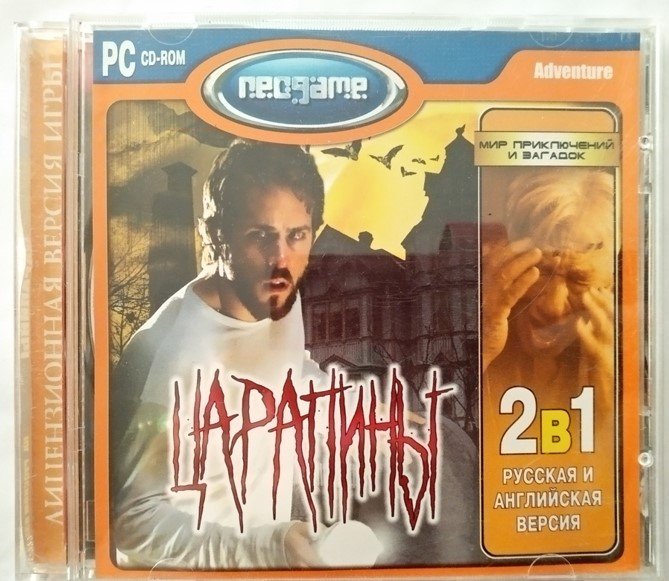 PC CD-ROM
neogame
Adventure
МИР ПРИКЛЮЧЕНИЙ
И ЗАГАДОК
ЦАРАПИНЫ
2в1
РУССКАЯ И
АНГЛИЙСКАЯ
ВЕРСИЯ
ЛИЦЕНЗИОННАЯ ВЕРСИЯ ИГРЫ